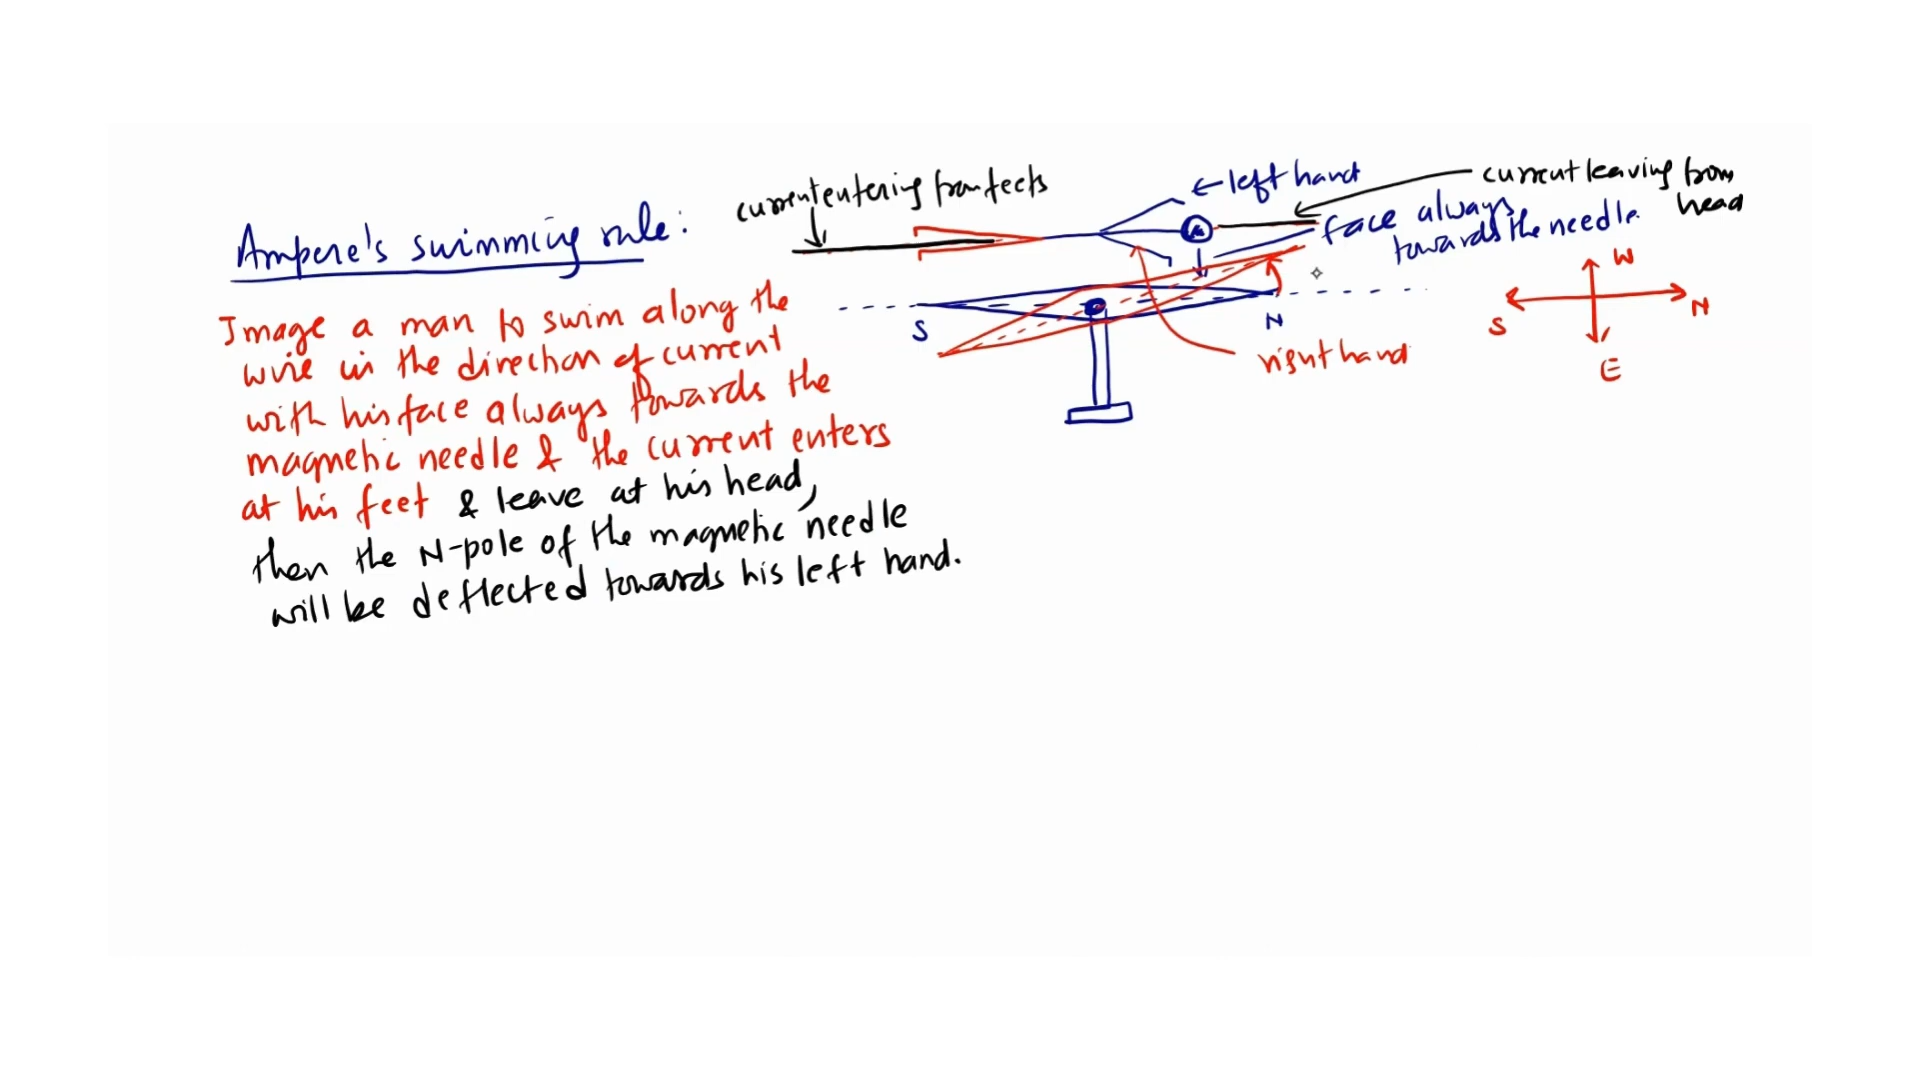 Ampere's swimming rule:
Image a man to swim along the
wire in the direction of current
with his face always towards the
magnetic needle & the current enters
at his feet & leave at his head,
then the N-pole of the magnetic needle
will be deflected towards his left hand.
current entering from feets
←left hand
current leaving from
head
face always
towards the needle.
S
N
right hand
W
S
N
E